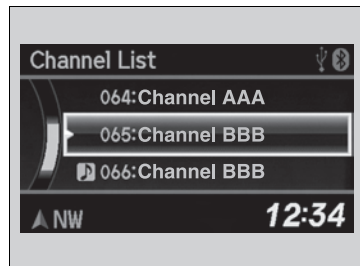 Channel List
064:Channel AAA
065:Channel BBB
066:Channel BBB
NW
12:34